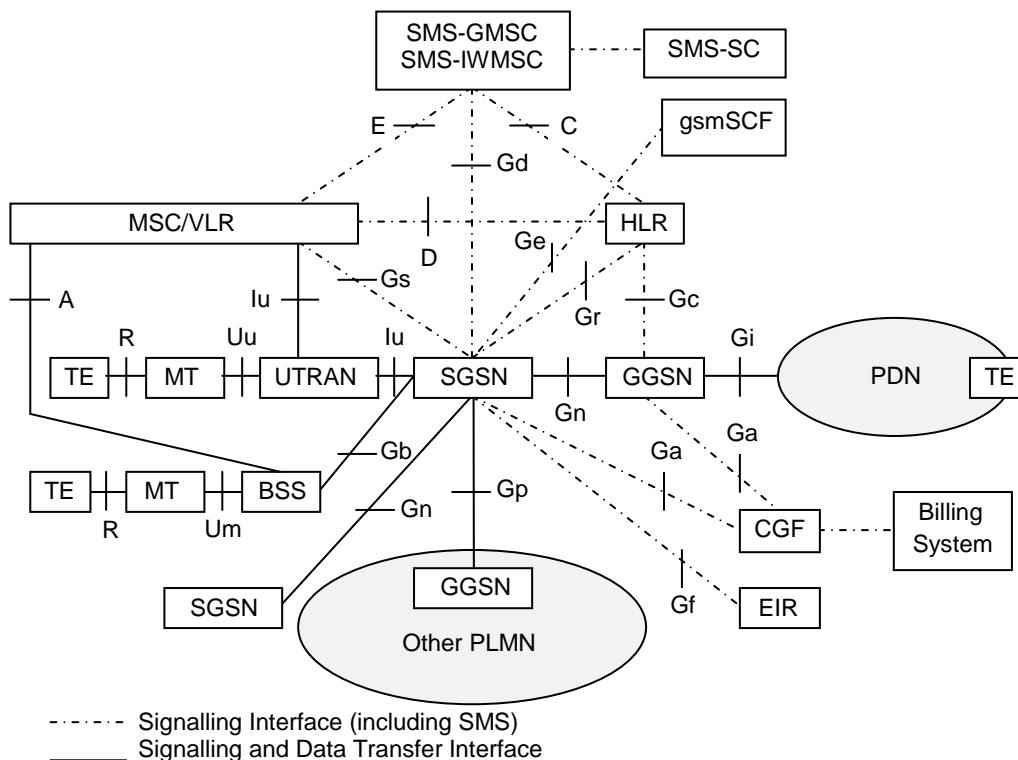 SMS-GMSC
SMS-IWMSC
SMS-SC
gsmSCF
E
C
Gd
MSC/VLR
HLR
D
Ge
A
Iu
Gs
Gr
Gc
R
Uu
Iu
Gi
TE
MT
UTRAN
SGSN
GGSN
PDN
TE
Gn
Ga
Ga
Gb
TE
MT
BSS
Gn
Gp
R
Um
CGF
Billing
System
SGSN
GGSN
Gf
EIR
Other PLMN
Signalling Interface (including SMS)
Signalling and Data Transfer Interface